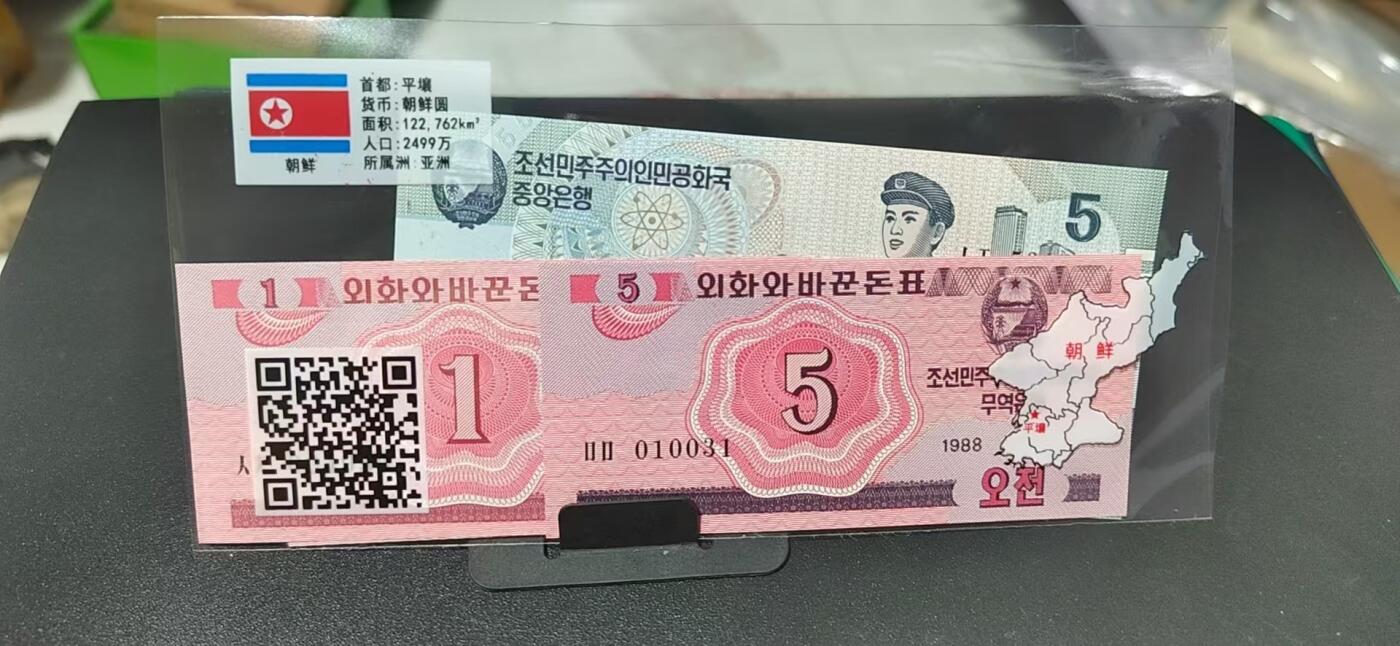 首都:平壤
货币:朝鲜圆
面积:122,762km²
人口:2499万
所属洲:亚洲
朝鲜
조선민주주의인민공화국
중앙은행
5
1
외화와바꾼돈
5
외화와바꾼돈표
1
5
조선민주
무역은
ㅁㅁ 010031
1988
오전
朝 鲜
平壤